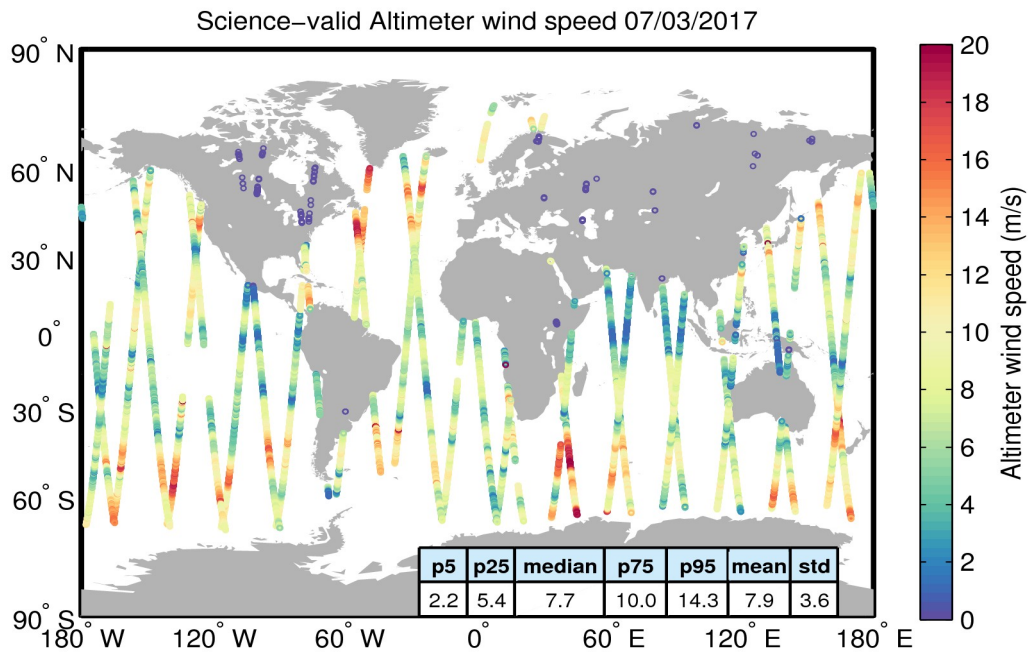 Science−valid Altimeter wind speed 07/03/2017
90° N
60° N
30° N
0°
30° S
60° S
90° S
180° W
120° W
60° W
0°
60° E
120° E
180° E
p5 p25 median p75 p95 mean std
2.2 5.4 7.7 10.0 14.3 7.9 3.6
20
18
16
14
12
10
8
6
4
2
0
Altimeter wind speed (m/s)